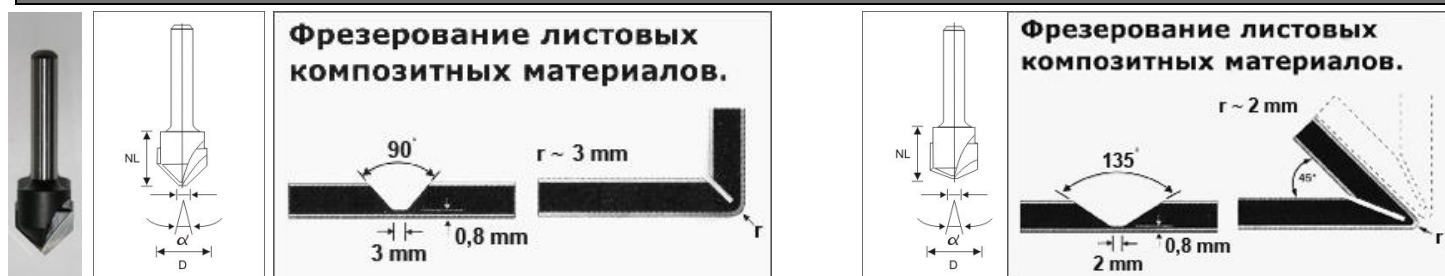 NL
α
D
Фрезерование листовых
композитных материалов.
90°
r ~ 3 mm
0,8 mm
3 mm
r
NL
α
D
Фрезерование листовых
композитных материалов.
r ~ 2 mm
135°
45°
0,8 mm
2 mm
r